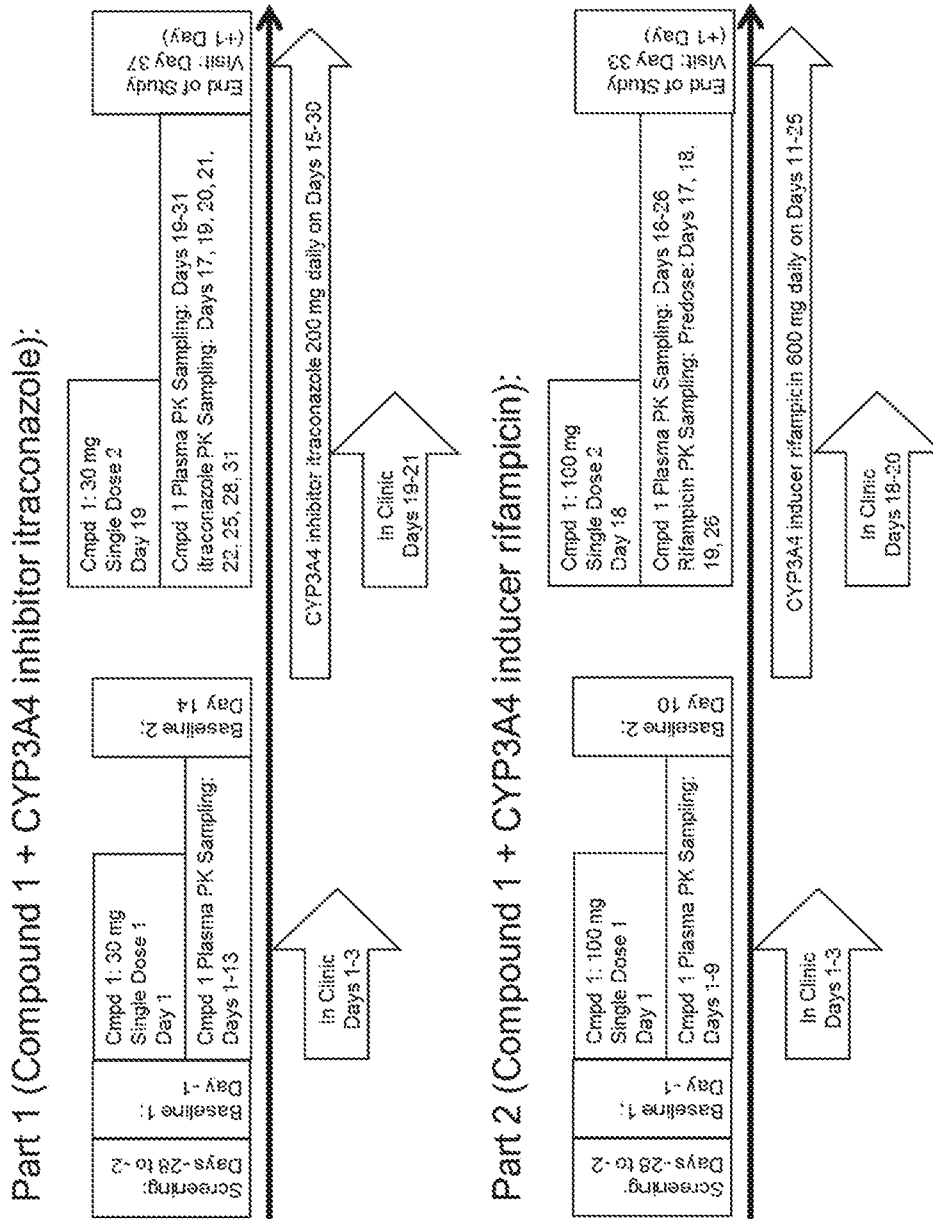 Part 1 (Compound 1 + CYP3A4 inhibitor itraconazole):
Screening:
Days -28 to -2
Baseline 1:
Day -1
Cmpd 1: 30 mg
Single Dose 1
Day 1
Cmpd 1 Plasma PK Sampling:
Days 1-13
Baseline 2:
Day 14
Cmpd 1: 30 mg
Single Dose 2
Day 19
Cmpd 1 Plasma PK Sampling: Days 19-31
Itraconazole PK Sampling: Days 17, 19, 20, 21,
22, 25, 28, 31
End of Study
Visit: Day 37
(+1 Day)
CYP3A4 inhibitor itraconazole 200 mg daily on Days 15-30
In Clinic
Days 1-3
In Clinic
Days 19-21
Part 2 (Compound 1 + CYP3A4 inducer rifampicin):
Screening:
Days -28 to -2
Baseline 1:
Day -1
Cmpd 1: 100 mg
Single Dose 1
Day 1
Cmpd 1 Plasma PK Sampling:
Days 1-9
Baseline 2:
Day 10
Cmpd 1: 100 mg
Single Dose 2
Day 18
Cmpd 1 Plasma PK Sampling: Days 18-26
Rifampicin PK Sampling: Predose: Days 17, 18,
19, 26
End of Study
Visit: Day 33
(+1 Day)
CYP3A4 inducer rifampicin 600 mg daily on Days 11-25
In Clinic
Days 1-3
In Clinic
Days 18-20